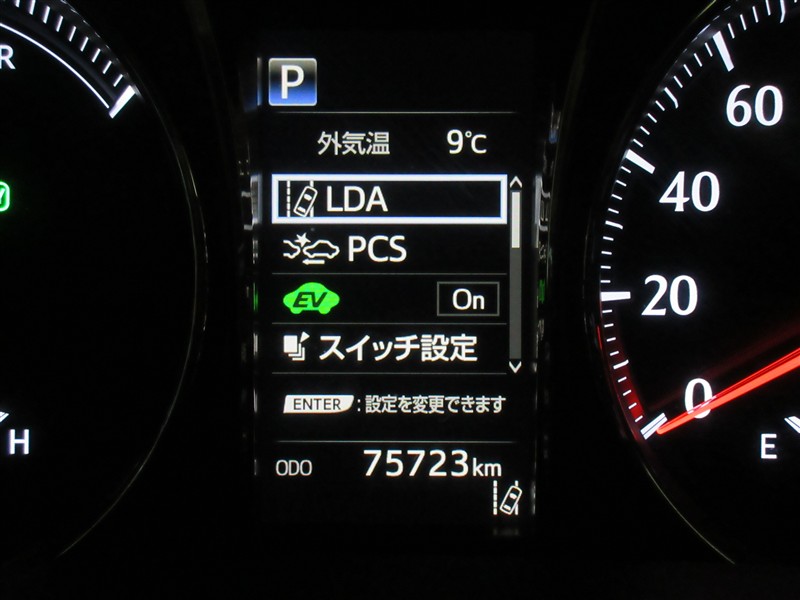 P
外気温 9℃
LDA
PCS
EV On
スイッチ設定
ENTER : 設定を変更できます
ODO 75723km
R
H
60
40
20
0
E